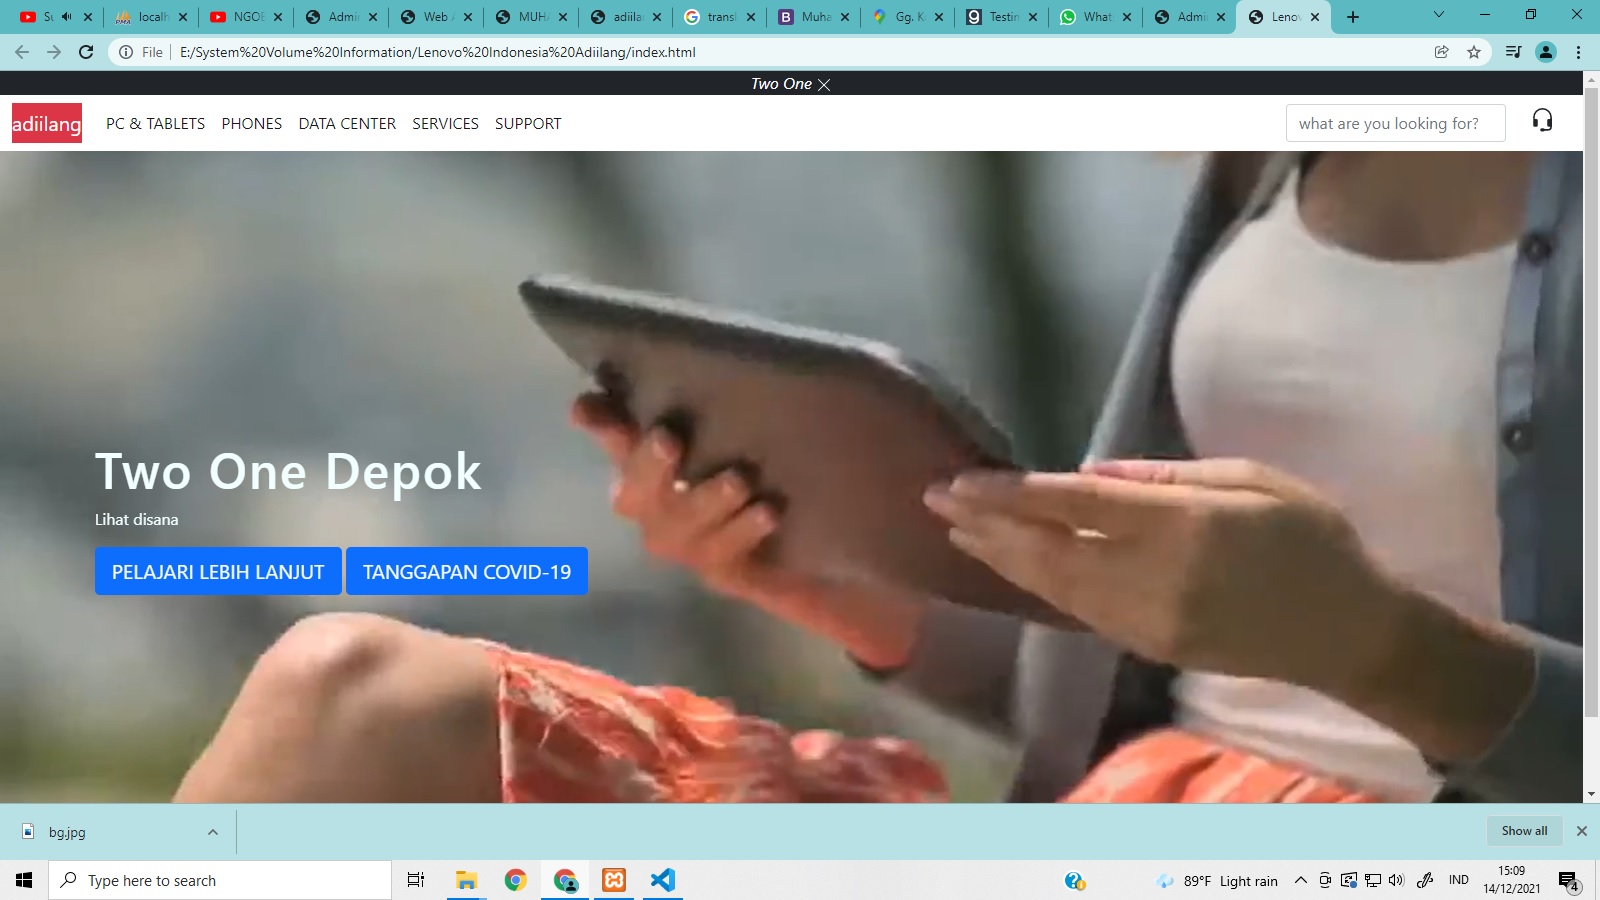 Su
localh
NGOE
Admi
Web A
MUHA
adiila
transl
Muha
Gg. Ka
Testin
What
Admi
Leno
File
E:/System%20Volume%20Information/Lenovo%20Indonesia%20Adiilang/index.html
Two One
adiilang
PC & TABLETS PHONES DATA CENTER SERVICES SUPPORT
what are you looking for?
Two One Depok
Lihat disana
PELAJARI LEBIH LANJUT TANGGAPAN COVID-19
bg.jpg
Show all
Type here to search
89°F Light rain
IND
15:09
14/12/2021
4